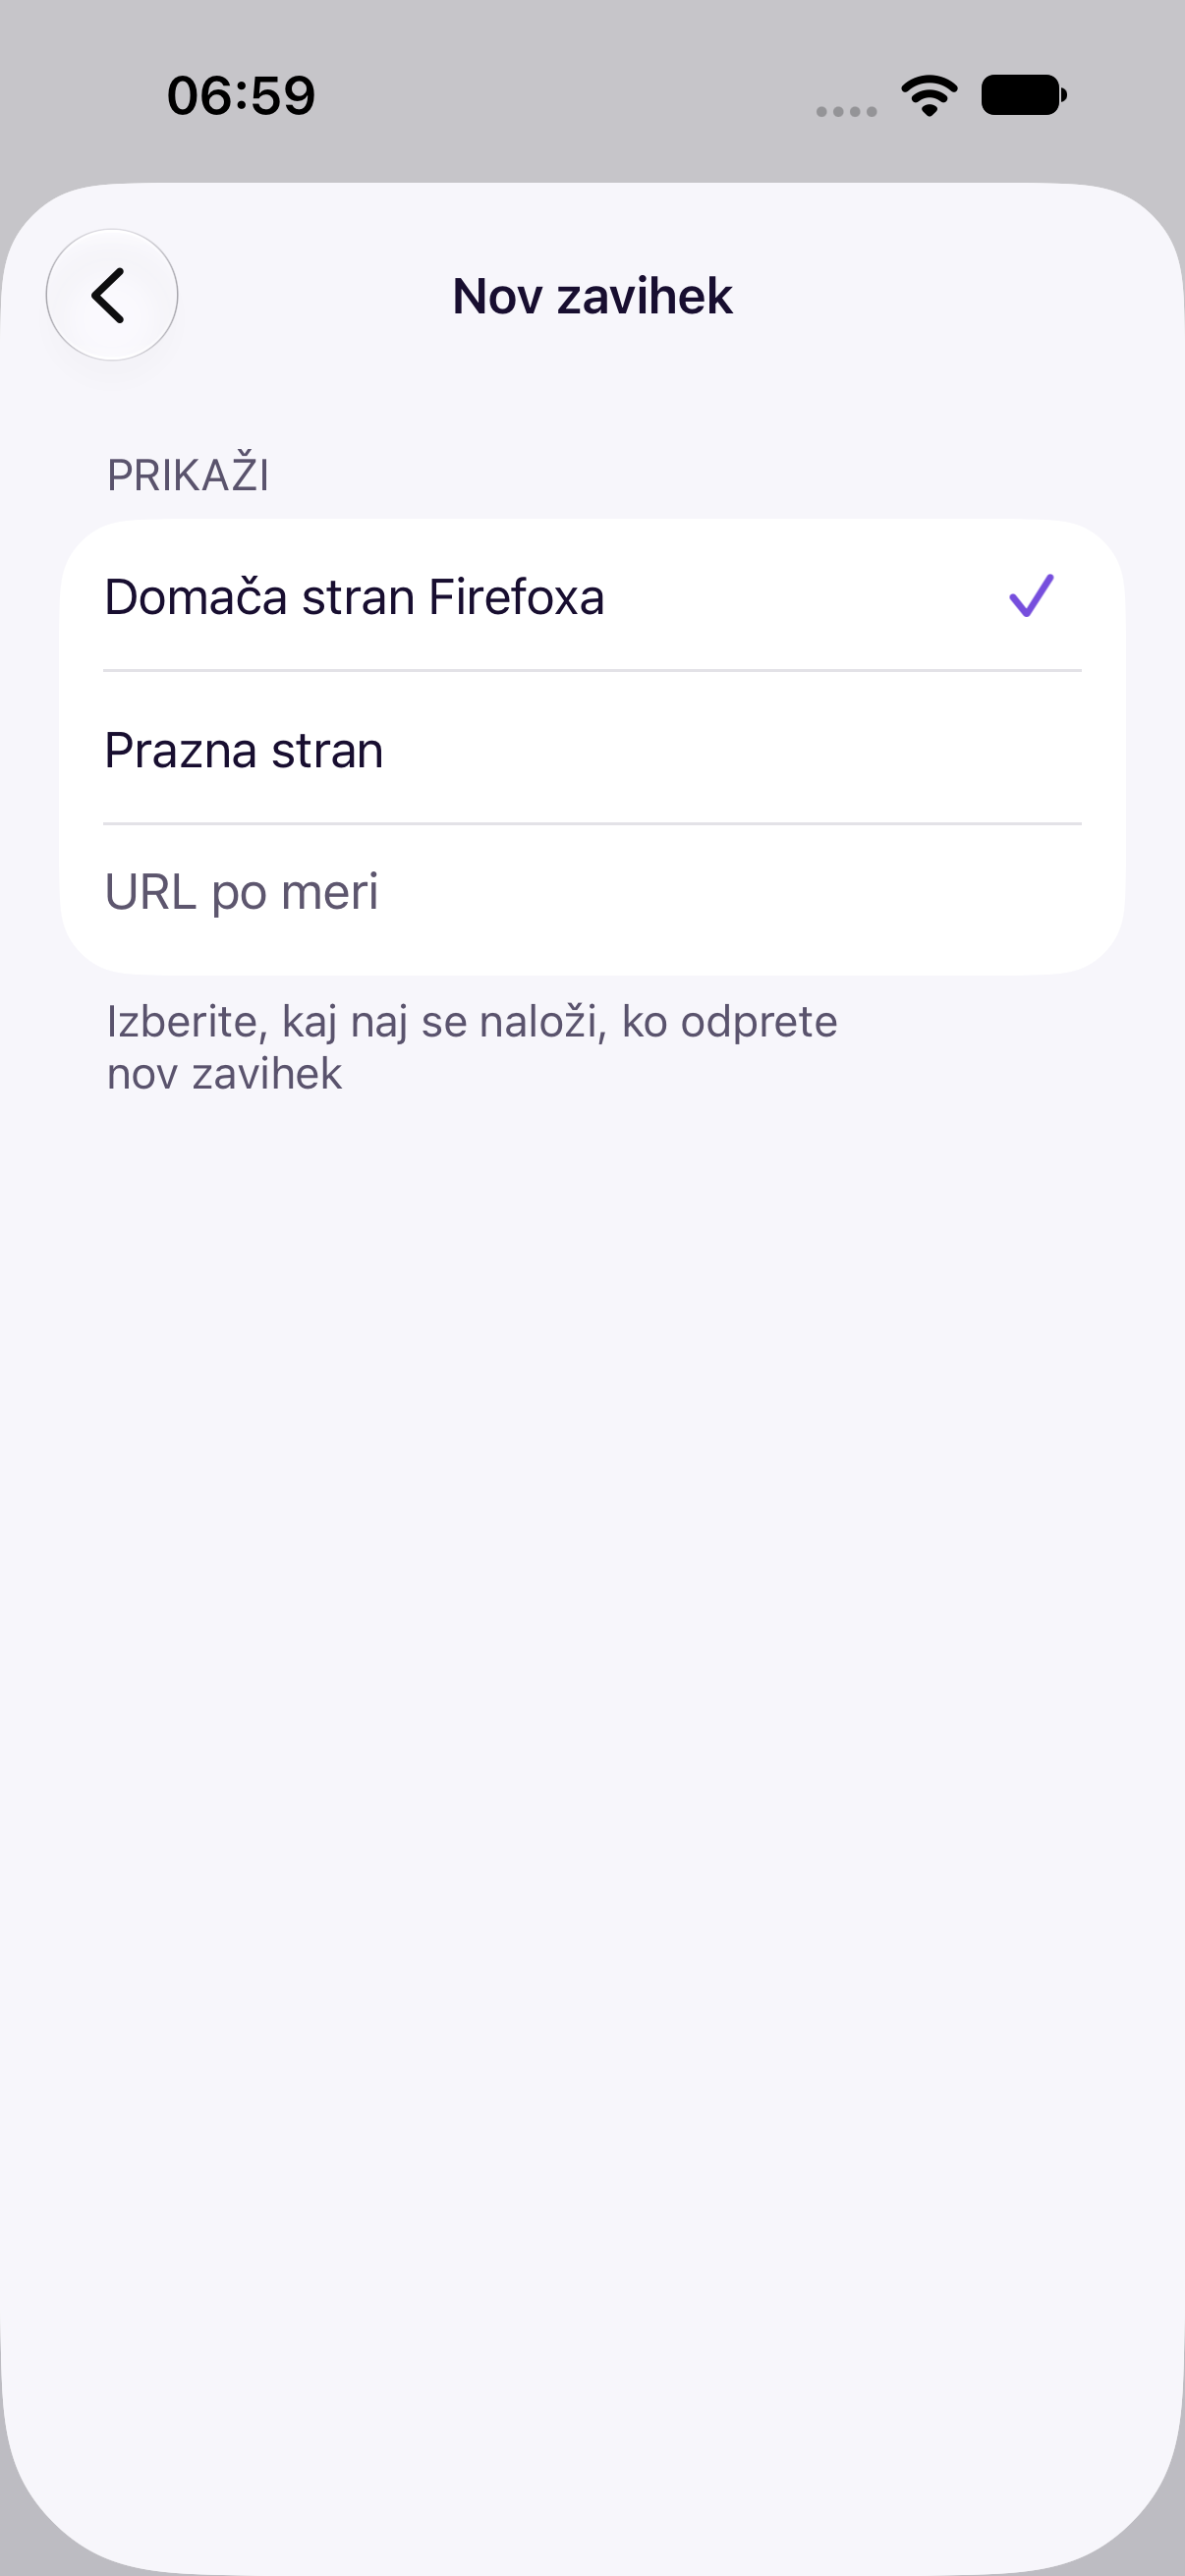 06:59
Nov zavihek
PRIKAŽI
Domača stran Firefoxa
Prazna stran
URL po meri
Izberite, kaj naj se naloži, ko odprete
nov zavihek